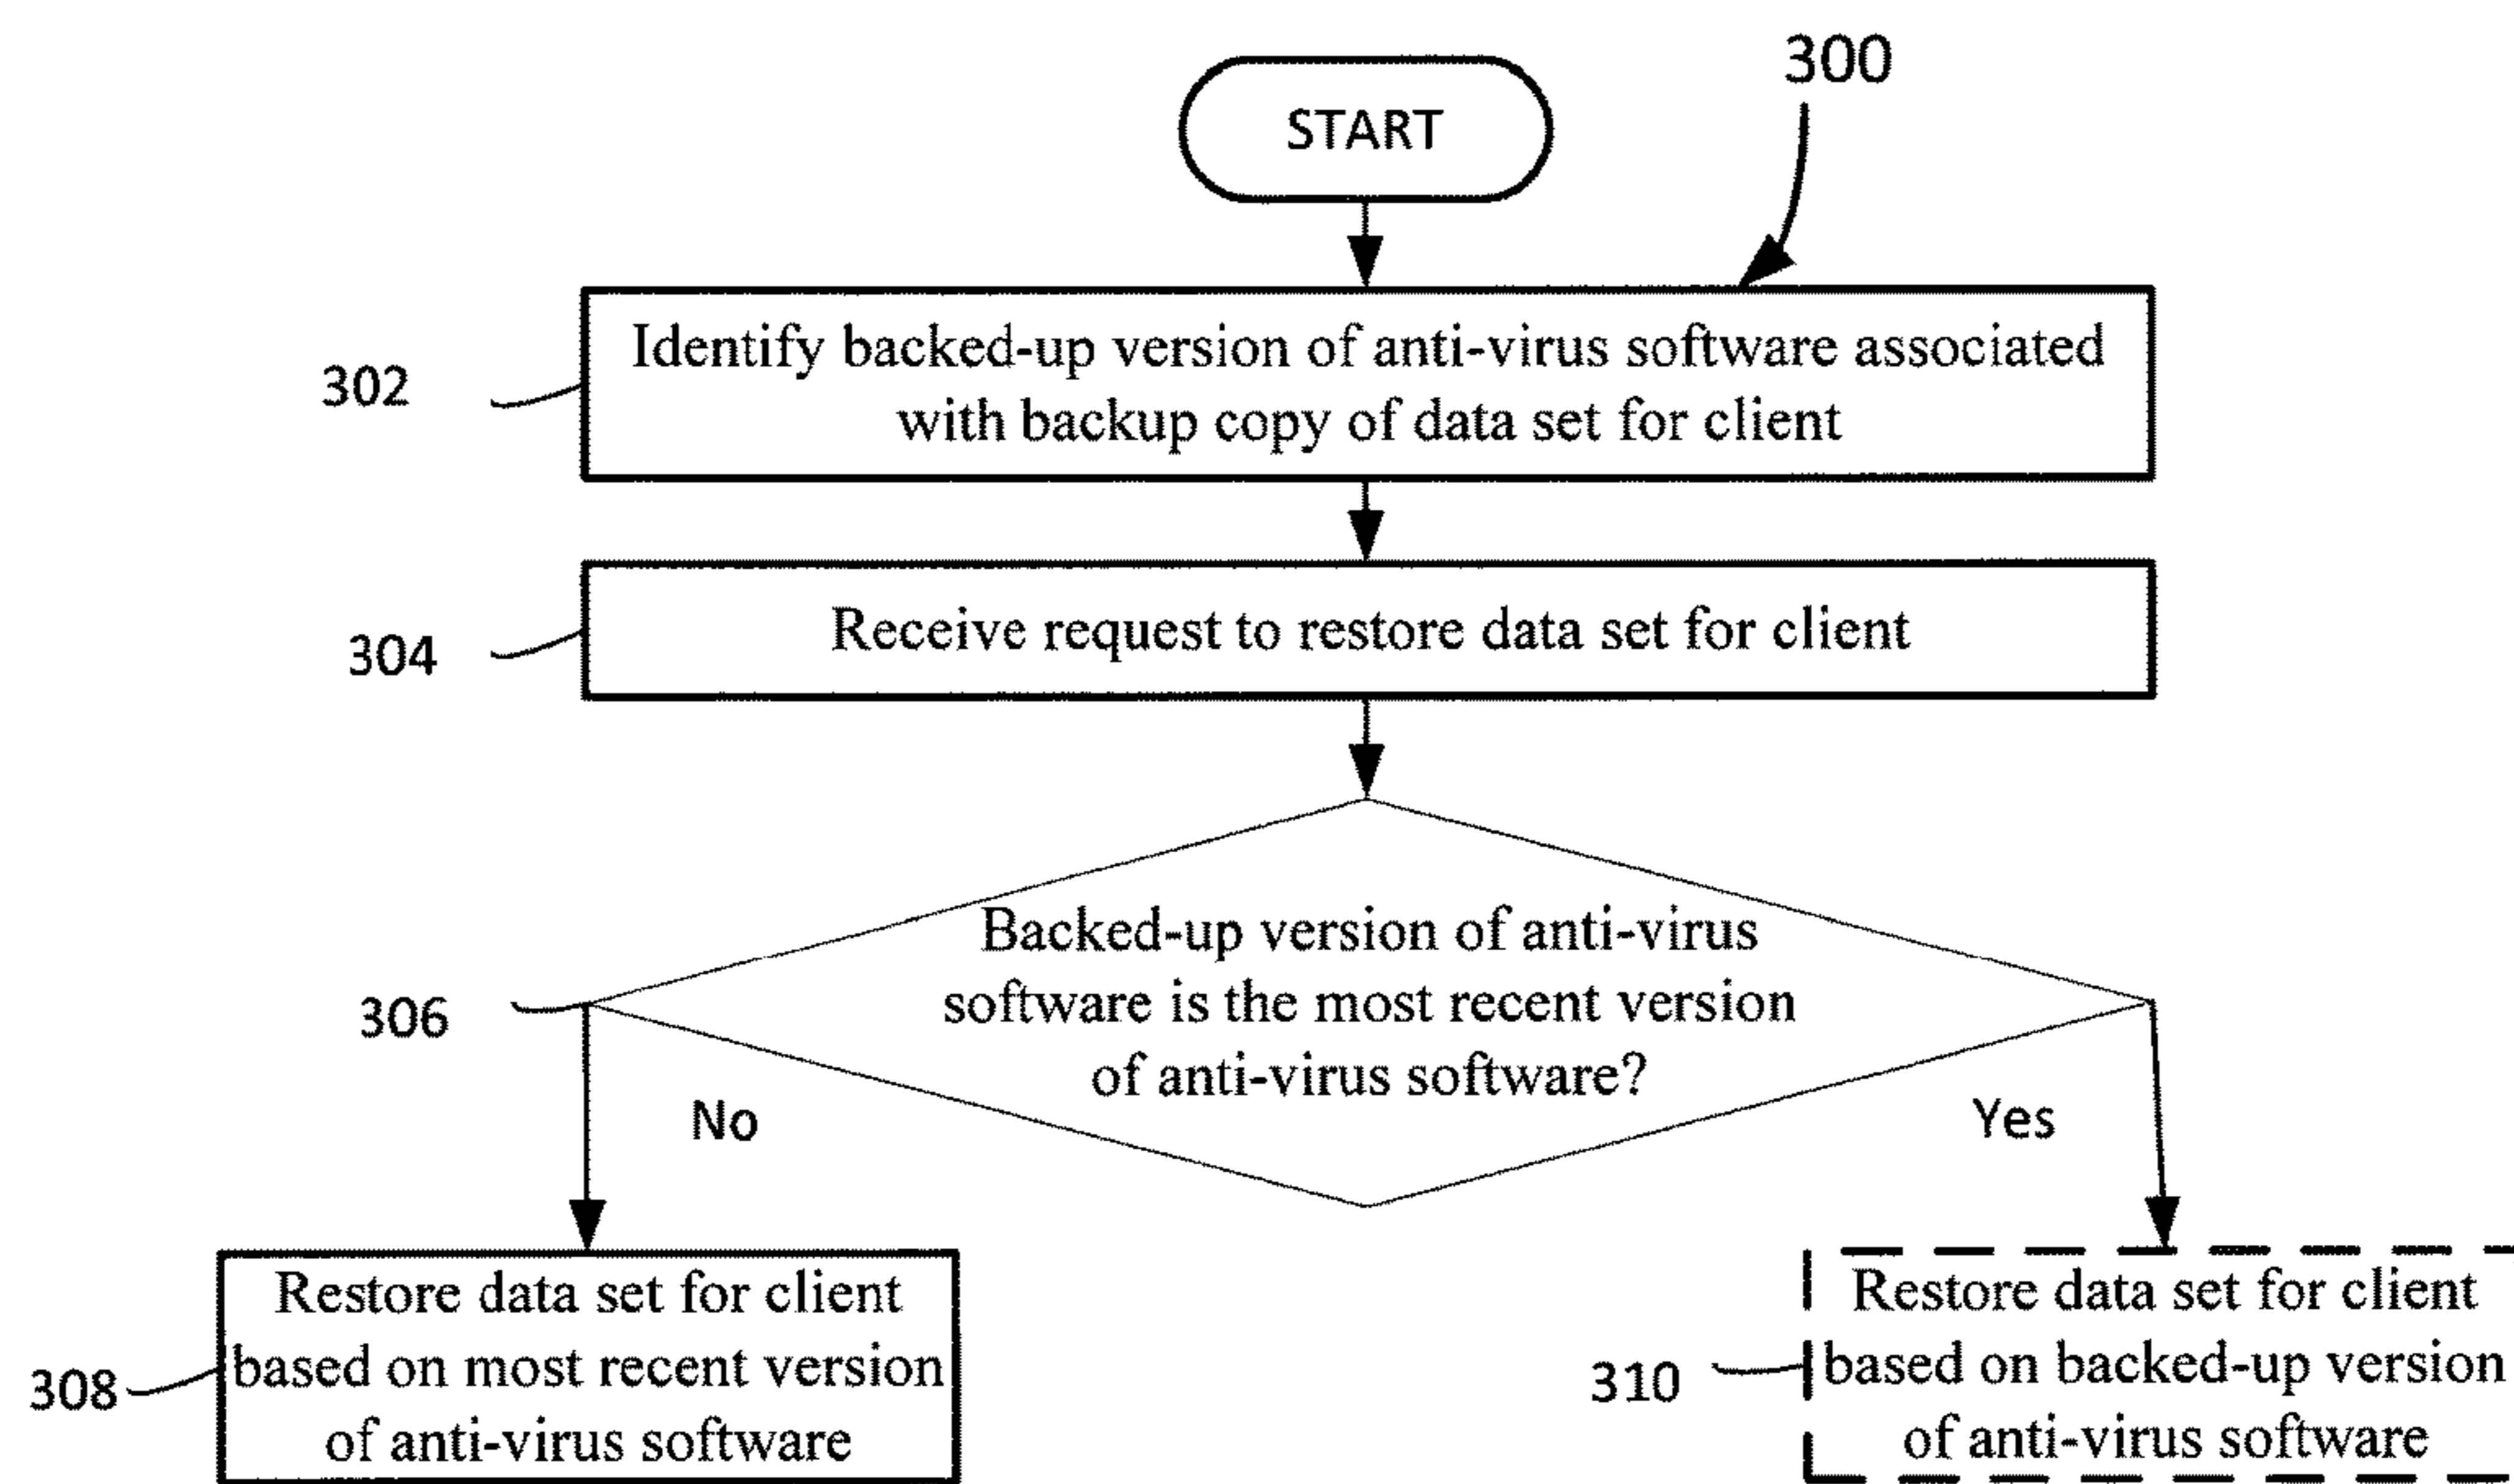 300
START
Identify backed-up version of anti-virus software associated
with backup copy of data set for client
302
Receive request to restore data set for client
304
Backed-up version of anti-virus
software is the most recent version
of anti-virus software?
306
No
Yes
Restore data set for client
based on most recent version
of anti-virus software
308
Restore data set for client
based on backed-up version
of anti-virus software
310